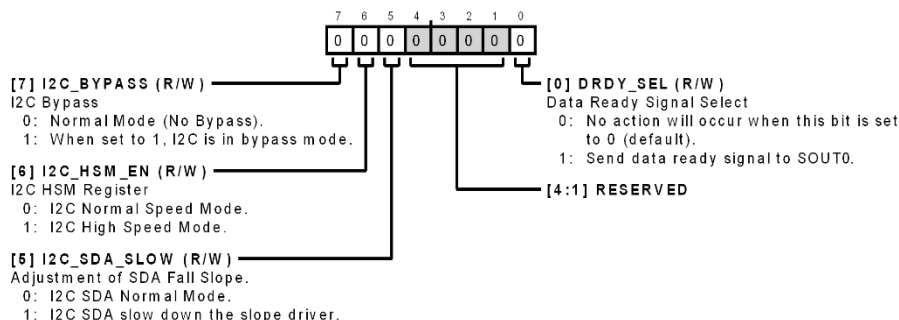 7 6 5 4 3 2 1 0
0 0 0 0 0 0 0 0
[7] I2C_BYPASS (R/W)
I2C Bypass
0: Normal Mode (No Bypass).
1: When set to 1, I2C is in bypass mode.
[6] I2C_HSM_EN (R/W)
I2C HSM Register
0: I2C Normal Speed Mode.
1: I2C High Speed Mode.
[5] I2C_SDA_SLOW (R/W)
Adjustment of SDA Fall Slope.
0: I2C SDA Normal Mode.
1: I2C SDA slow down the slope driver.
[0] DRDY_SEL (R/W)
Data Ready Signal Select
0: No action will occur when this bit is set
to 0 (default).
1: Send data ready signal to SOUT0.
[4:1] RESERVED